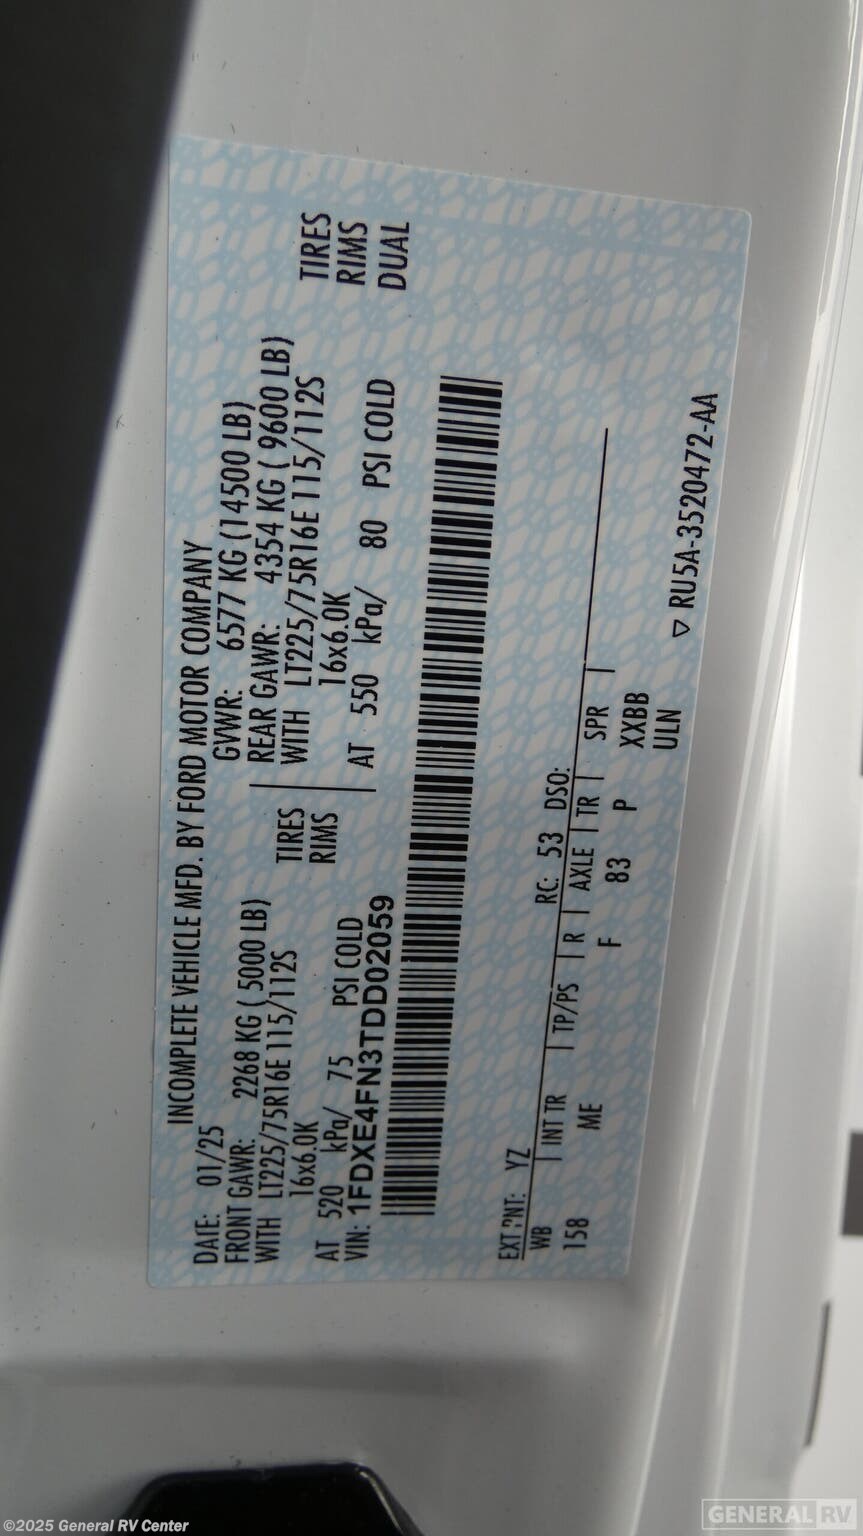 INCOMPLETE VEHICLE MFD. BY FORD MOTOR COMPANY
DATE: 01/25 GVWR: 6577 KG (14500 LB)
FRONT GAWR: 2268 KG ( 5000 LB) REAR GAWR: 4354 KG ( 9600 LB)
WITH LT225/75R16E 115/112S TIRES WITH LT225/75R16E 115/112S TIRES
16x6.0K RIMS 16x6.0K RIMS
AT 520 kPa/ 75 PSI COLD AT 550 kPa/ 80 PSI COLD DUAL
VIN: 1FDXE4FN3TDD02059
EXT PNT: YZ RC: 53 DSO:
WB INT TR TP/PS R AXLE TR SPR
158 ME F 83 P XXBB
ULN
▽ RU5A-3520472-AA
©2025 General RV Center
GENERAL RV